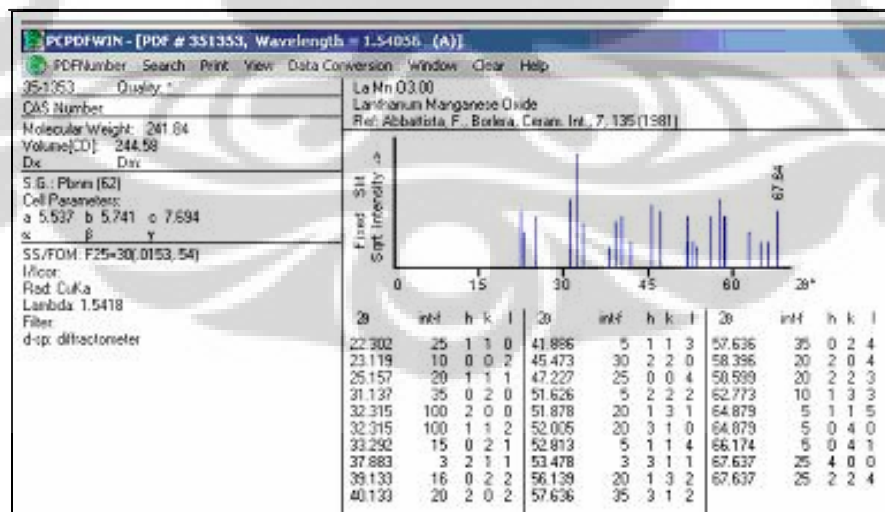 PCPDFWIN - [PDF # 351353, Wavelength = 1.54056 (A)]
PDFNumber Search Print View Data Conversion Window Clear Help
35-1353 Quality: *
CAS Number:
Molecular Weight: 241.84
Volume[CD]: 244.58
Dx: Dm:
S.G.: Pbnm (62)
Cell Parameters:
a 5.537 b 5.741 c 7.694
α β γ
SS/FOM: F25=30(.0153, 54)
I/Icor:
Rad: CuKa
Lambda: 1.5418
Filter:
d-sp: diffractometer
La Mn O3.00
Lanthanum Manganese Oxide
Ref: Abbattista, F., Borlera, Ceram. Int., 7, 135 (1981)
Fixed Slit
Sqrt Intensity ->
67.64
0 15 30 45 60 2θ°
2θ int-f h k l 2θ int-f h k l 2θ int-f h k l
22.302 25 1 1 0 41.886 5 1 1 3 57.636 35 0 2 4
23.119 10 0 0 2 45.473 30 2 2 0 58.396 20 2 0 4
25.157 20 1 1 1 47.227 25 0 0 4 58.599 20 2 2 3
31.137 35 0 2 0 51.626 5 2 2 2 62.773 10 1 3 3
32.315 100 2 0 0 51.878 20 1 3 1 64.879 5 1 1 5
32.315 100 1 1 2 52.005 20 3 1 0 64.879 5 0 4 0
33.292 15 0 2 1 52.813 5 1 1 4 66.174 5 0 4 1
37.883 3 2 1 1 53.478 3 3 1 1 67.637 25 4 0 0
39.133 16 0 2 2 56.139 20 1 3 2 67.637 25 2 2 4
40.133 20 2 0 2 57.636 35 3 1 2